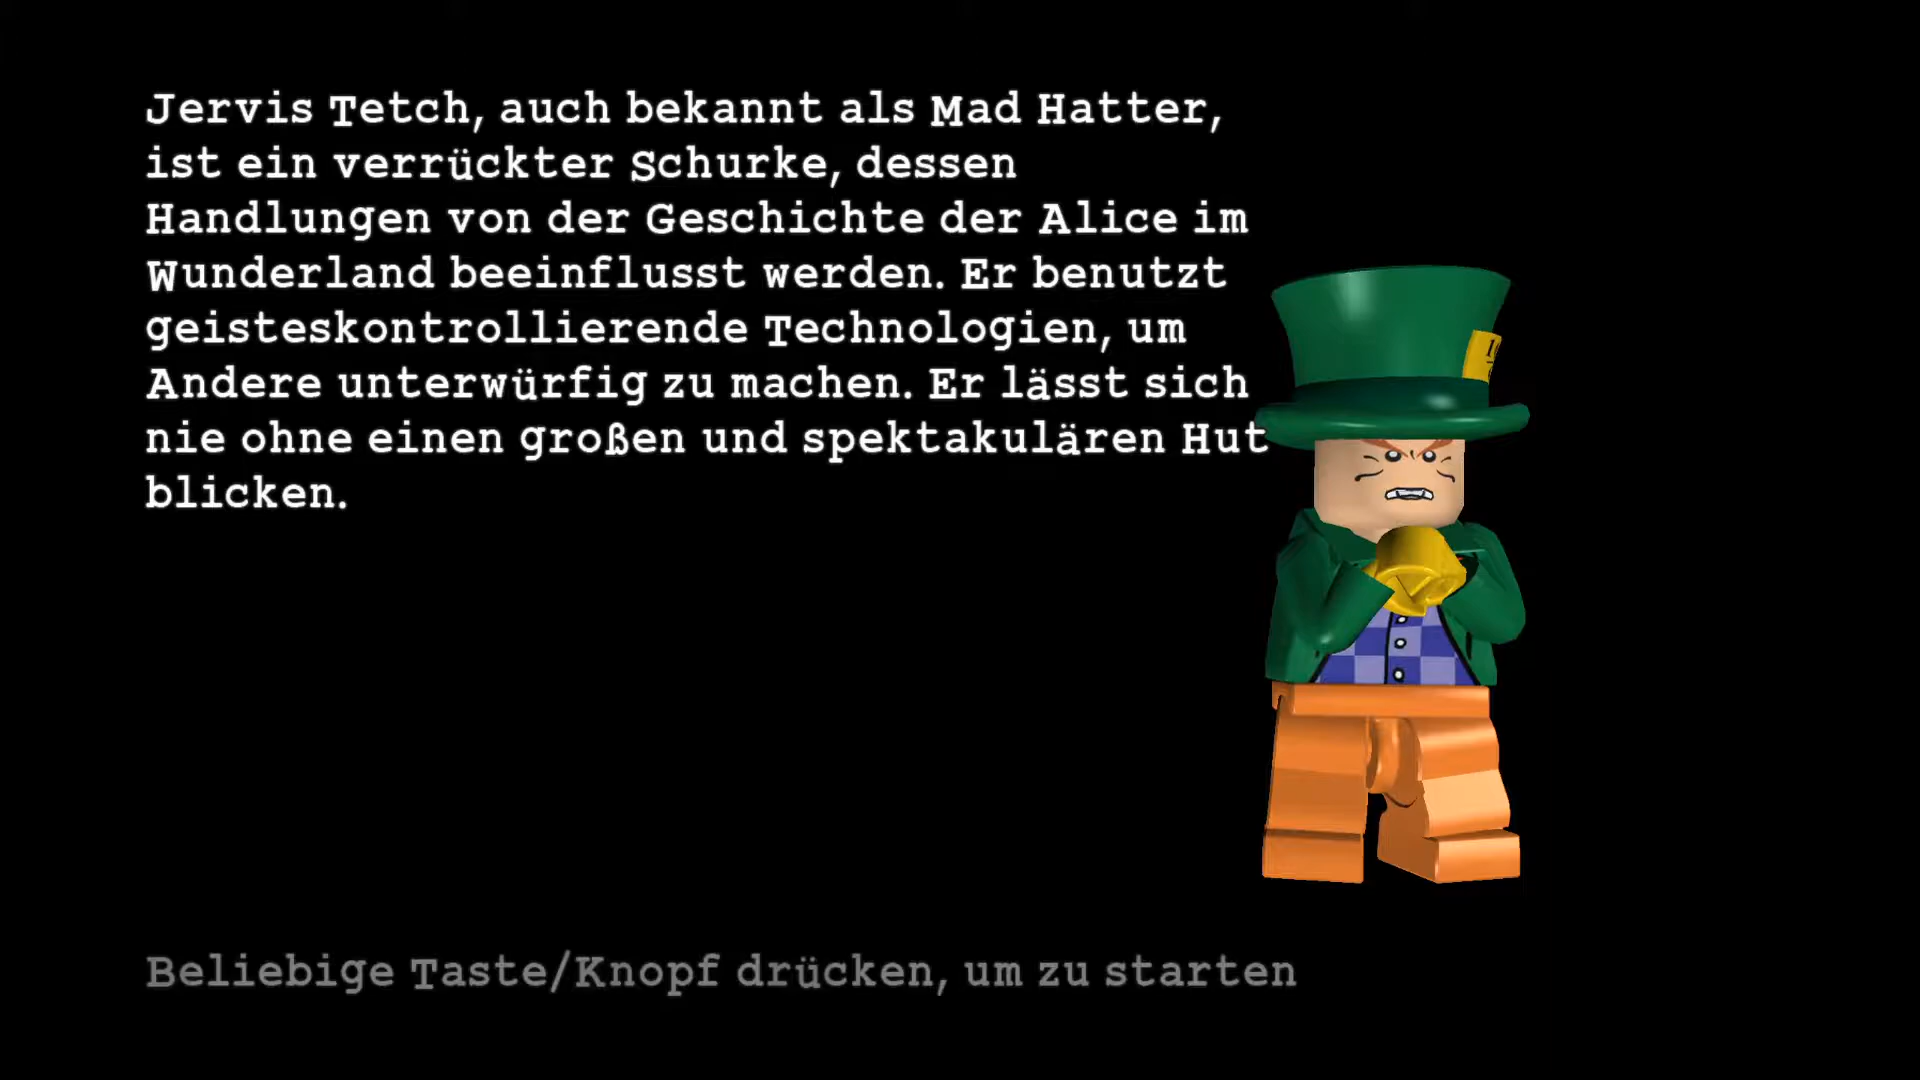 Jervis Tetch, auch bekannt als Mad Hatter,
ist ein verrückter Schurke, dessen
Handlungen von der Geschichte der Alice im
Wunderland beeinflusst werden. Er benutzt
geisteskontrollierende Technologien, um
Andere unterwürfig zu machen. Er lässt sich
nie ohne einen großen und spektakulären Hut
blicken.
Beliebige Taste/Knopf drücken, um zu starten